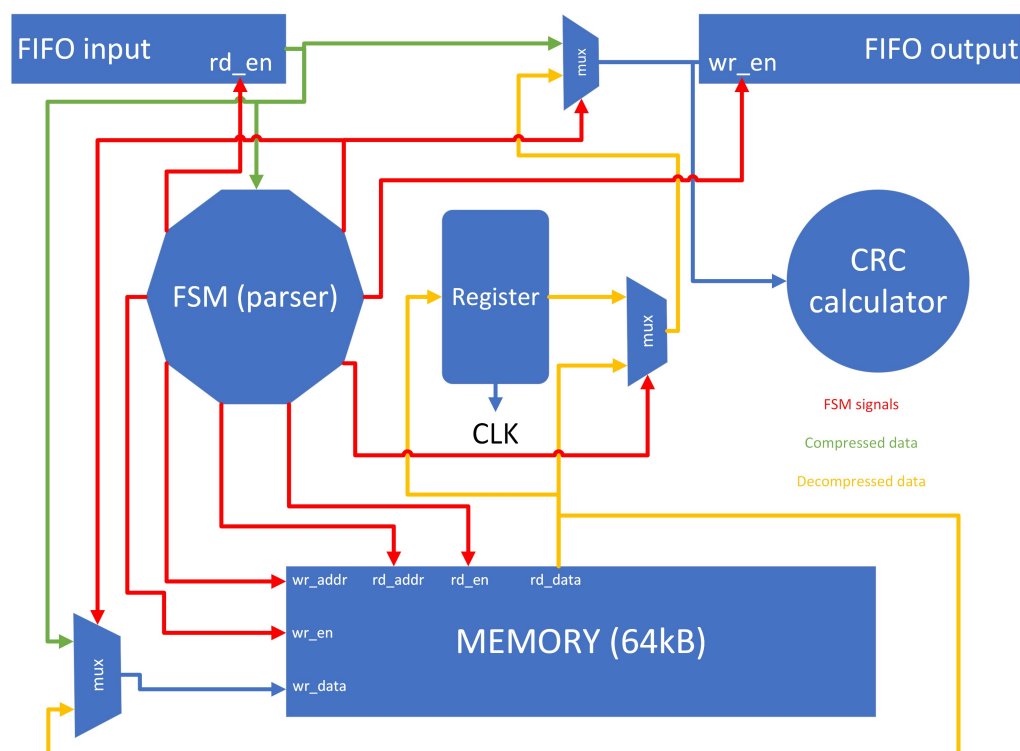 FIFO input
rd_en
mux
wr_en
FIFO output
FSM (parser)
Register
mux
CRC
calculator
CLK
FSM signals
Compressed data
Decompressed data
wr_addr
rd_addr
rd_en
rd_data
wr_en
MEMORY (64kB)
wr_data
mux